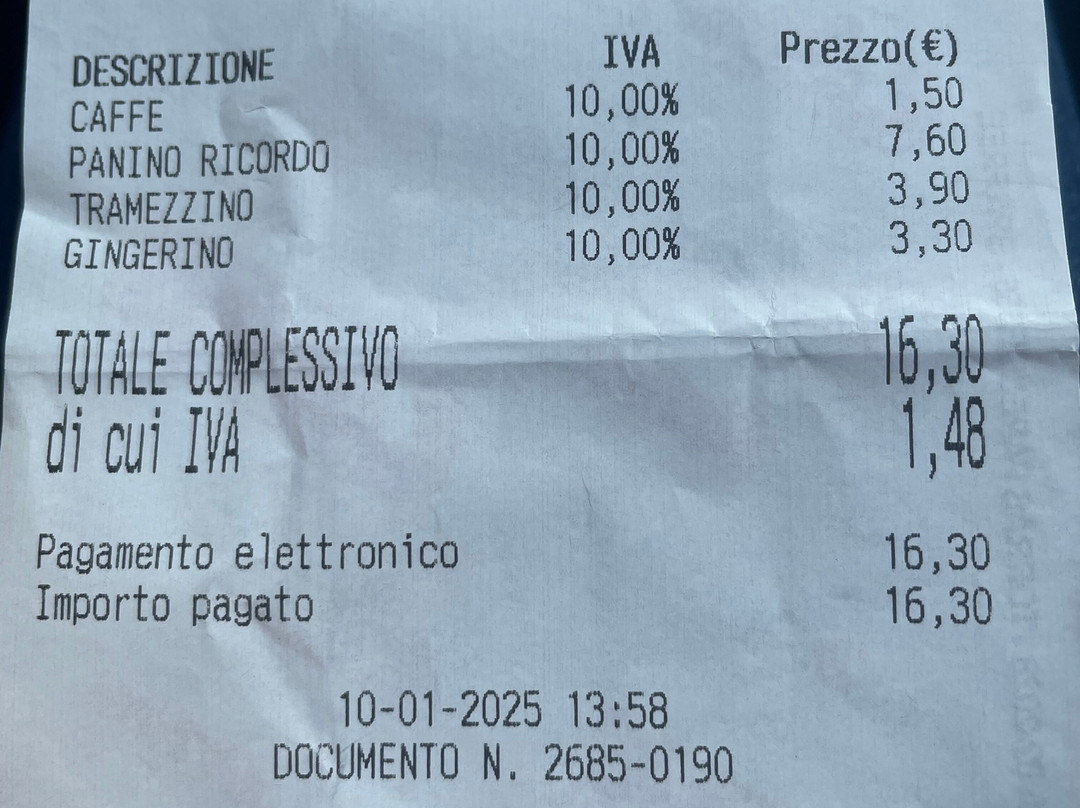 DESCRIZIONE IVA Prezzo(€)
CAFFE 10,00% 1,50
PANINO RICORDO 10,00% 7,60
TRAMEZZINO 10,00% 3,90
GINGERINO 10,00% 3,30
TOTALE COMPLESSIVO 16,30
di cui IVA 1,48
Pagamento elettronico 16,30
Importo pagato 16,30
10-01-2025 13:58
DOCUMENTO N. 2685-0190